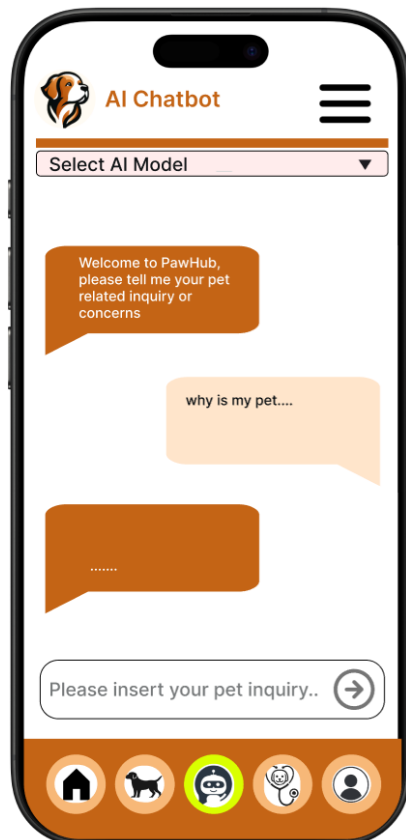 AI Chatbot
Select AI Model
Welcome to PawHub,
please tell me your pet
related inquiry or
concerns
why is my pet....
.......
Please insert your pet inquiry..